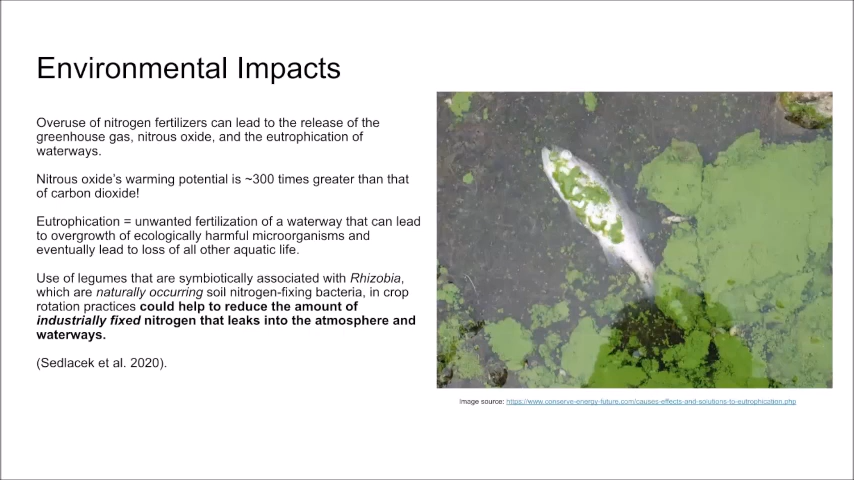 Environmental Impacts
Overuse of nitrogen fertilizers can lead to the release of the
greenhouse gas, nitrous oxide, and the eutrophication of
waterways.
Nitrous oxide's warming potential is ~300 times greater than that
of carbon dioxide!
Eutrophication = unwanted fertilization of a waterway that can lead
to overgrowth of ecologically harmful microorganisms and
eventually lead to loss of all other aquatic life.
Use of legumes that are symbiotically associated with Rhizobia,
which are naturally occurring soil nitrogen-fixing bacteria, in crop
rotation practices could help to reduce the amount of
industrially fixed nitrogen that leaks into the atmosphere and
waterways.
(Sedlacek et al. 2020).
Image source: https://www.conserve-energy-future.com/causes-effects-and-solutions-to-eutrophication.php